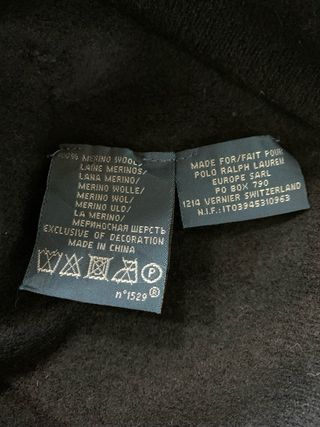 100% MERINO WOOL/
LAINE MERINOS/
LANA MERINO/
MERINO WOLLE/
MERINO WOL/
MERINO ULD/
LA MERINO/
МЕРИНОСНАЯ ШЕРСТЬ
EXCLUSIVE OF DECORATION
MADE IN CHINA
P
n°1529 ®
MADE FOR/FAIT POUR:
POLO RALPH LAUREN
EUROPE SARL
PO BOX 790
1214 VERNIER SWITZERLAND
N.I.F.: IT03945310963